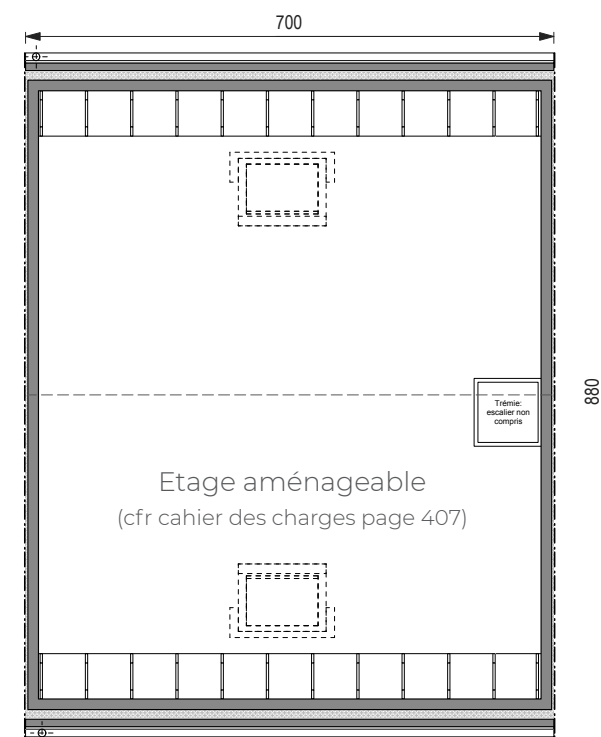 700
880
Trémie:
escalier non
compris
Etage aménageable
(cfr cahier des charges page 407)